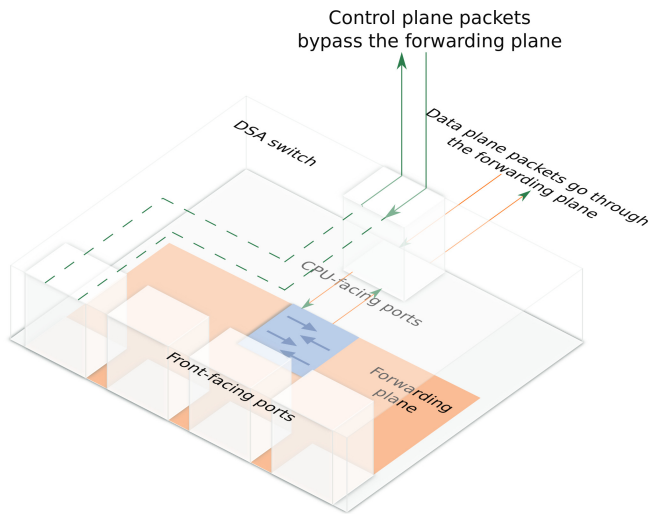 Control plane packets
bypass the forwarding plane
Data plane packets go through
the forwarding plane
DSA switch
CPU-facing ports
Front-facing ports
Forwarding
plane